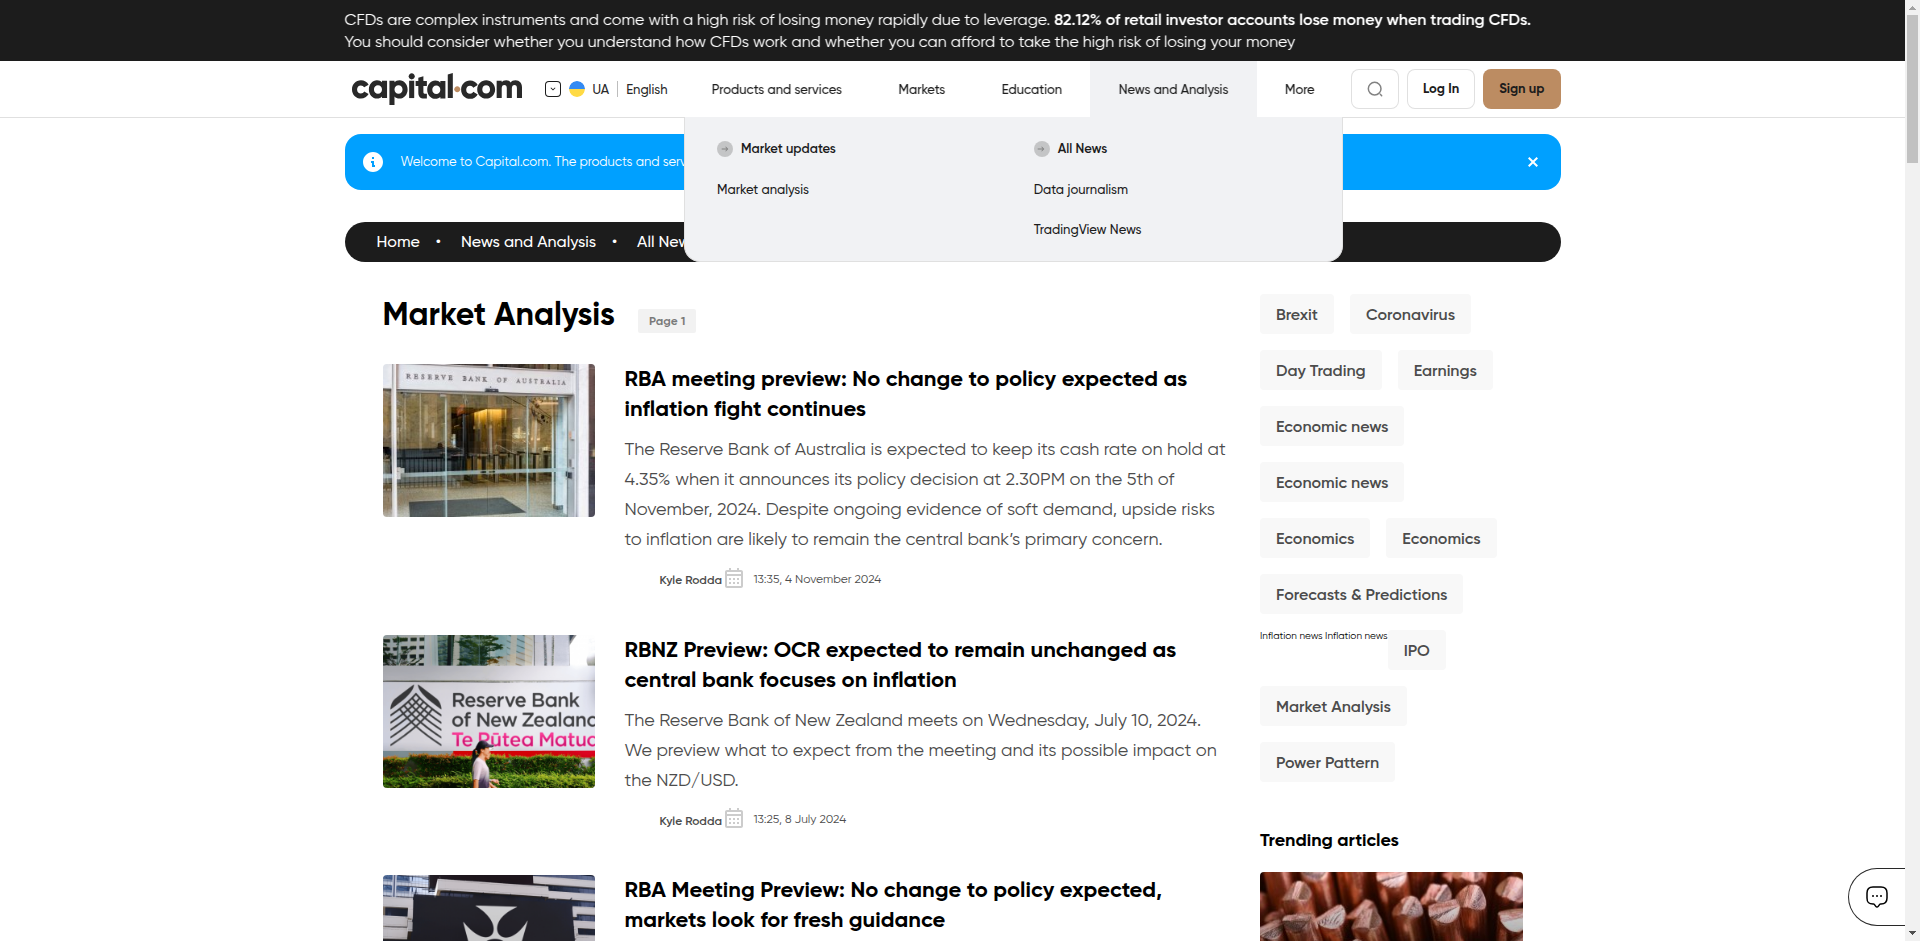 CFDs are complex instruments and come with a high risk of losing money rapidly due to leverage. 82.12% of retail investor accounts lose money when trading CFDs.
You should consider whether you understand how CFDs work and whether you can afford to take the high risk of losing your money
capital.com
UA English
Products and services
Markets
Education
News and Analysis
More
Log In
Sign up
Welcome to Capital.com. The products and serv
Market updates
All News
Market analysis
Data journalism
TradingView News
Home • News and Analysis • All New
Market Analysis
Page 1
RESERVE BANK OF AUSTRALIA
RBA meeting preview: No change to policy expected as
inflation fight continues
The Reserve Bank of Australia is expected to keep its cash rate on hold at
4.35% when it announces its policy decision at 2.30PM on the 5th of
November, 2024. Despite ongoing evidence of soft demand, upside risks
to inflation are likely to remain the central bank’s primary concern.
Kyle Rodda 13:35, 4 November 2024
Reserve Bank
of New Zealand
Te Pūtea Matua
RBNZ Preview: OCR expected to remain unchanged as
central bank focuses on inflation
The Reserve Bank of New Zealand meets on Wednesday, July 10, 2024.
We preview what to expect from the meeting and its possible impact on
the NZD/USD.
Kyle Rodda 13:25, 8 July 2024
RBA Meeting Preview: No change to policy expected,
markets look for fresh guidance
Brexit
Coronavirus
Day Trading
Earnings
Economic news
Economic news
Economics
Economics
Forecasts & Predictions
Inflation news Inflation news
IPO
Market Analysis
Power Pattern
Trending articles